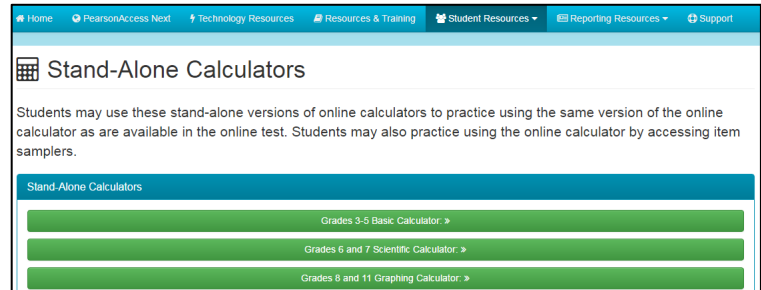 Home PearsonAccess Next Technology Resources Resources & Training Student Resources Reporting Resources Support
Stand-Alone Calculators
Students may use these stand-alone versions of online calculators to practice using the same version of the online
calculator as are available in the online test. Students may also practice using the online calculator by accessing item
samplers.
Stand-Alone Calculators
Grades 3-5 Basic Calculator: »
Grades 6 and 7 Scientific Calculator: »
Grades 8 and 11 Graphing Calculator: »